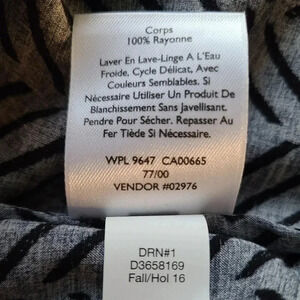 Corps
100% Rayonne
Laver En Lave-Linge A L'Eau
Froide, Cycle Délicat, Avec
Couleurs Semblables. Si
Nécessaire Utiliser Un Produit De
Blanchissement Sans Javellisant.
Pendre Pour Sécher. Repasser Au
Fer Tiède Si Nécessaire.
WPL 9647 CA00665
77/00
VENDOR #02976
DRN#1
D3658169
Fall/Hol 16